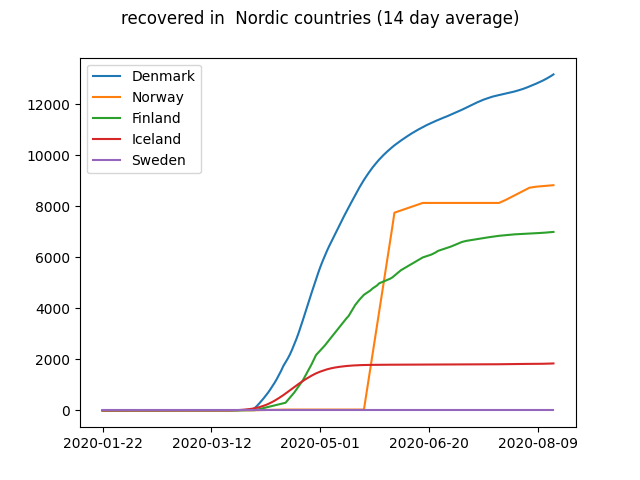 recovered in  Nordic countries (14 day average)
Denmark
Norway
Finland
Iceland
Sweden
12000
10000
8000
6000
4000
2000
0
2020-01-22 2020-03-12 2020-05-01 2020-06-20 2020-08-09